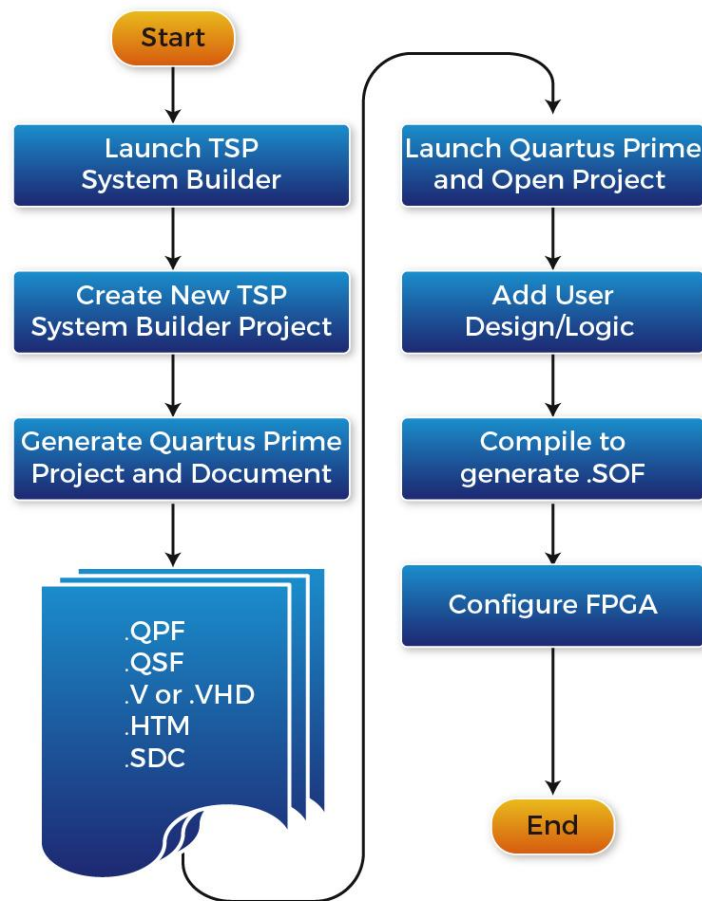 Start
Launch TSP
System Builder
Create New TSP
System Builder Project
Generate Quartus Prime
Project and Document
.QPF
.QSF
.V or .VHD
.HTM
.SDC
Launch Quartus Prime
and Open Project
Add User
Design/Logic
Compile to
generate .SOF
Configure FPGA
End